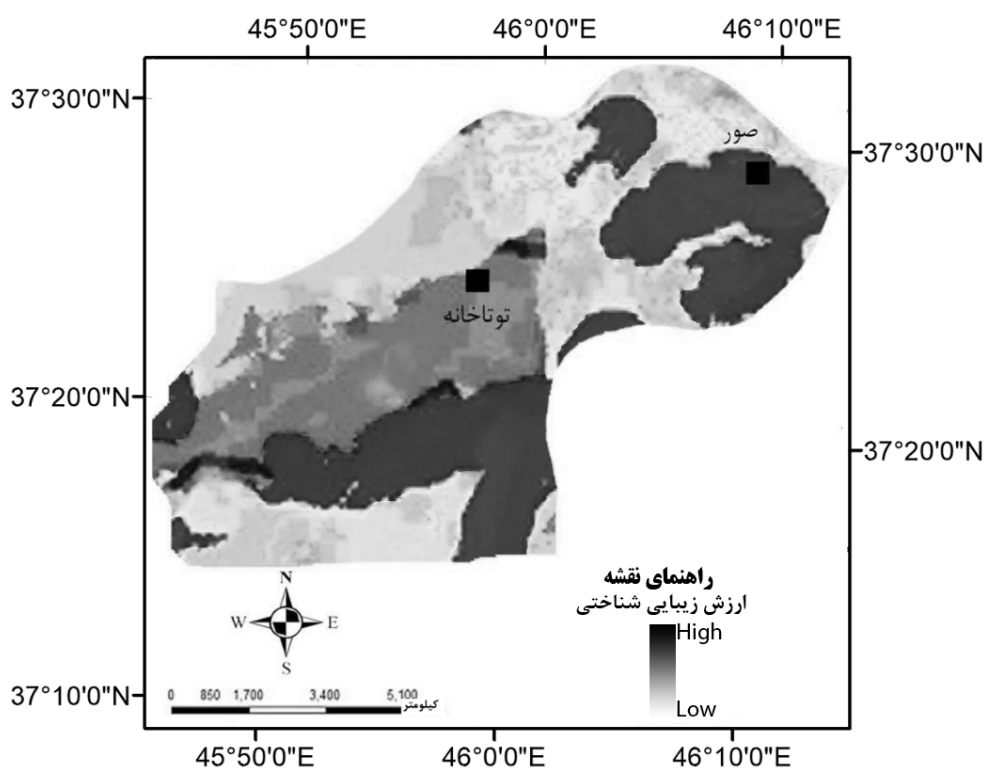 45°50'0"E 46°0'0"E 46°10'0"E
37°30'0"N
37°30'0"N
صور
توتاخانه
37°20'0"N
37°20'0"N
راهنمای نقشه
ارزش زیبایی شناختی
High
Low
N
W E
S
0 850 1,700 3,400 5,100
کیلومتر
37°10'0"N
45°50'0"E 46°0'0"E 46°10'0"E